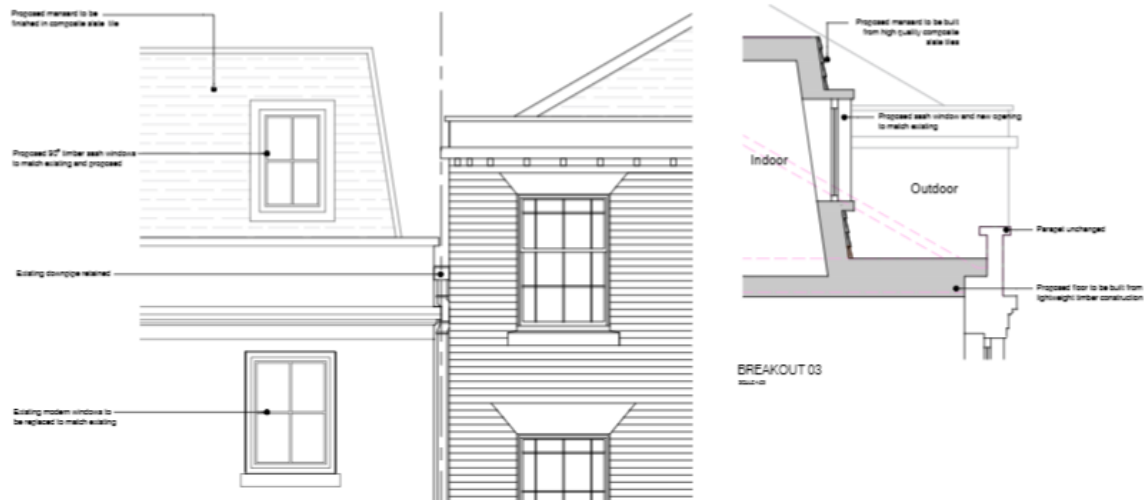 Proposed mansard to be
finished in composite slate tile
Proposed timber sash windows
to match existing and proposed
Existing downpipe retained
Existing modern windows to
be replaced to match existing
Proposed mansard to be built
from high quality composite
slate tiles
Proposed sash window and new opening
to match existing
Indoor
Outdoor
Parapet unchanged
Proposed floor to be built from
lightweight timber construction
BREAKOUT 03